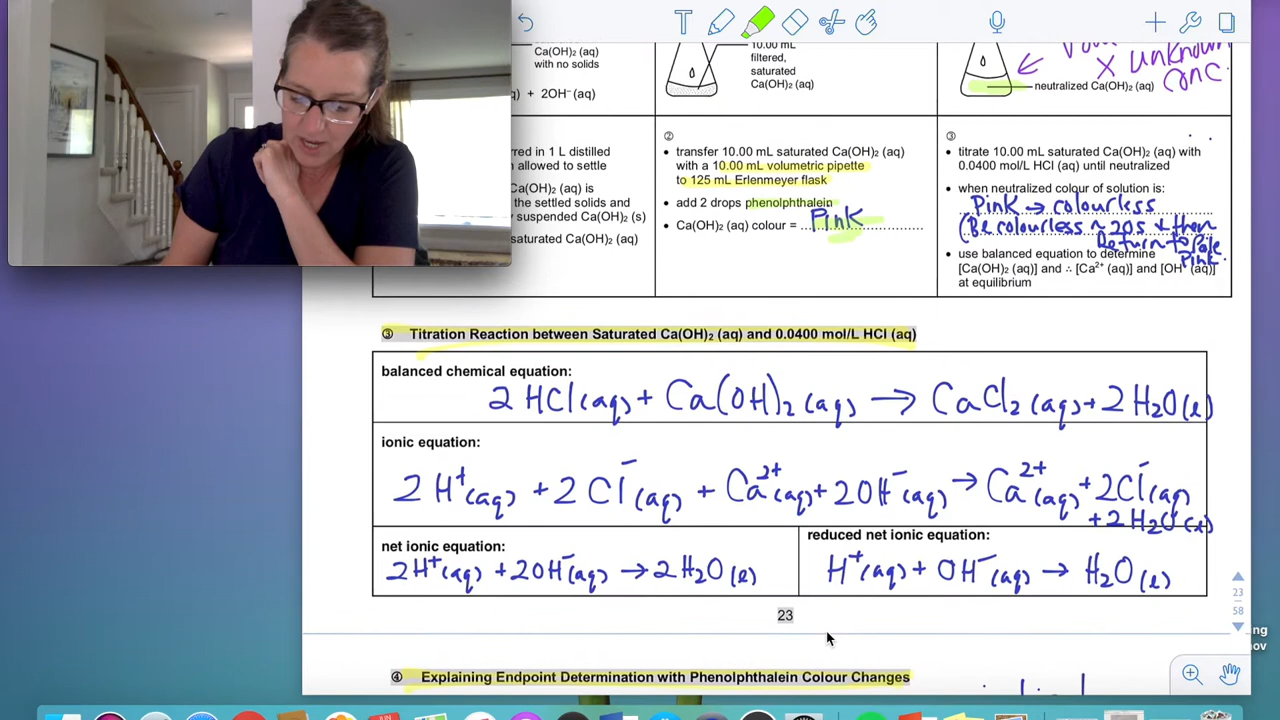 Ca(OH)₂ (aq)
with no solids
+ 2OH⁻(aq)
10.00 mL
filtered,
saturated
Ca(OH)₂ (aq)
x unknown
conc.
neutralized Ca(OH)₂ (aq)
rred in 1 L distilled
allowed to settle
Ca(OH)₂ (aq) is
the settled solids and
y suspended Ca(OH)₂ (s)
saturated Ca(OH)₂ (aq)
②
• transfer 10.00 mL saturated Ca(OH)₂ (aq)
with a 10.00 mL volumetric pipette
to 125 mL Erlenmeyer flask
• add 2 drops phenolphthalein
• Ca(OH)₂ (aq) colour = Pink
③
• titrate 10.00 mL saturated Ca(OH)₂ (aq) with
0.0400 mol/L HCl (aq) until neutralized
• when neutralized colour of solution is:
Pink → colourless
(Be colourless ~ 20s & then
Return to Pale
Pink.
• use balanced equation to determine
[Ca(OH)₂ (aq)] and ∴ [Ca²⁺ (aq)] and [OH⁻ (aq)]
at equilibrium
③ Titration Reaction between Saturated Ca(OH)₂ (aq) and 0.0400 mol/L HCl (aq)
balanced chemical equation:
2 HCl(aq) + Ca(OH)₂ (aq) → CaCl₂ (aq) + 2 H₂O(l)
ionic equation:
2 H⁺(aq) + 2 Cl⁻(aq) + Ca²⁺(aq) + 2OH⁻(aq) → Ca²⁺(aq) + 2Cl⁻(aq)
+ 2 H₂O(l)
net ionic equation:
2H⁺(aq) + 2OH⁻(aq) → 2 H₂O(l)
reduced net ionic equation:
H⁺(aq) + OH⁻(aq) → H₂O(l)
23
④ Explaining Endpoint Determination with Phenolphthalein Colour Changes
23
58
ng
nov